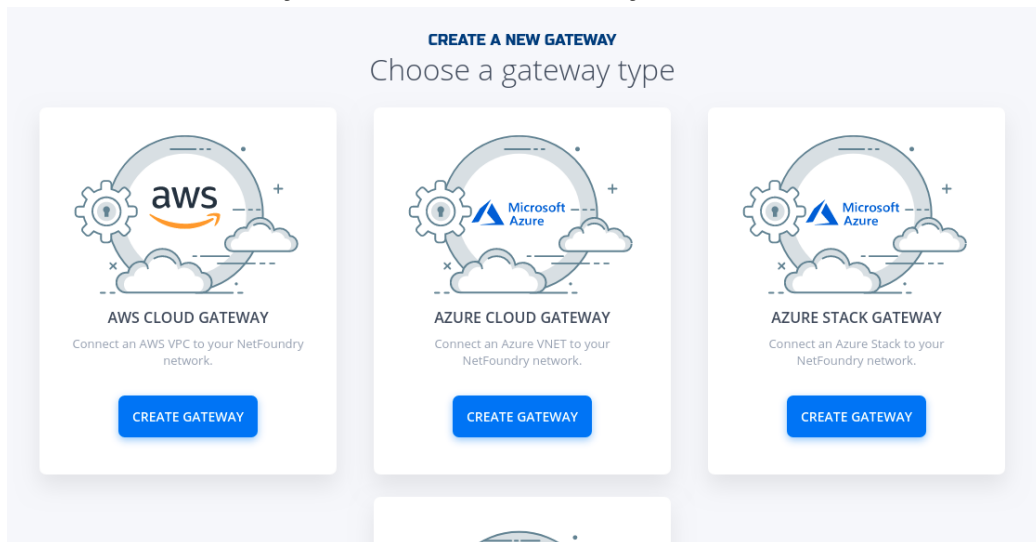 CREATE A NEW GATEWAY
Choose a gateway type
aws
AWS CLOUD GATEWAY
Connect an AWS VPC to your NetFoundry
network.
CREATE GATEWAY
Microsoft
Azure
AZURE CLOUD GATEWAY
Connect an Azure VNET to your
NetFoundry network.
CREATE GATEWAY
Microsoft
Azure
AZURE STACK GATEWAY
Connect an Azure Stack to your
NetFoundry network.
CREATE GATEWAY